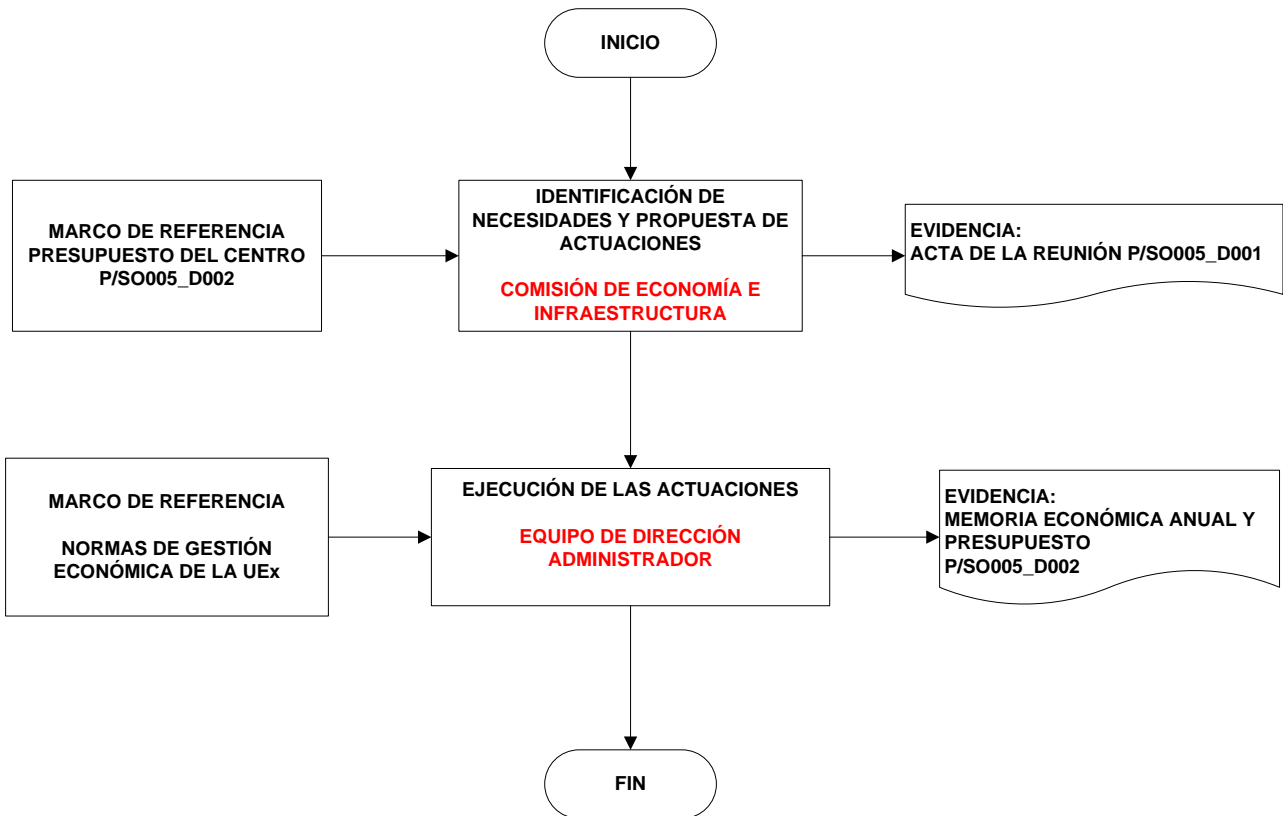 INICIO
MARCO DE REFERENCIA
PRESUPUESTO DEL CENTRO
P/SO005_D002
IDENTIFICACIÓN DE
NECESIDADES Y PROPUESTA DE
ACTUACIONES
COMISIÓN DE ECONOMÍA E
INFRAESTRUCTURA
EVIDENCIA:
ACTA DE LA REUNIÓN P/SO005_D001
MARCO DE REFERENCIA
NORMAS DE GESTIÓN
ECONÓMICA DE LA UEx
EJECUCIÓN DE LAS ACTUACIONES
EQUIPO DE DIRECCIÓN
ADMINISTRADOR
EVIDENCIA:
MEMORIA ECONÓMICA ANUAL Y
PRESUPUESTO
P/SO005_D002
FIN